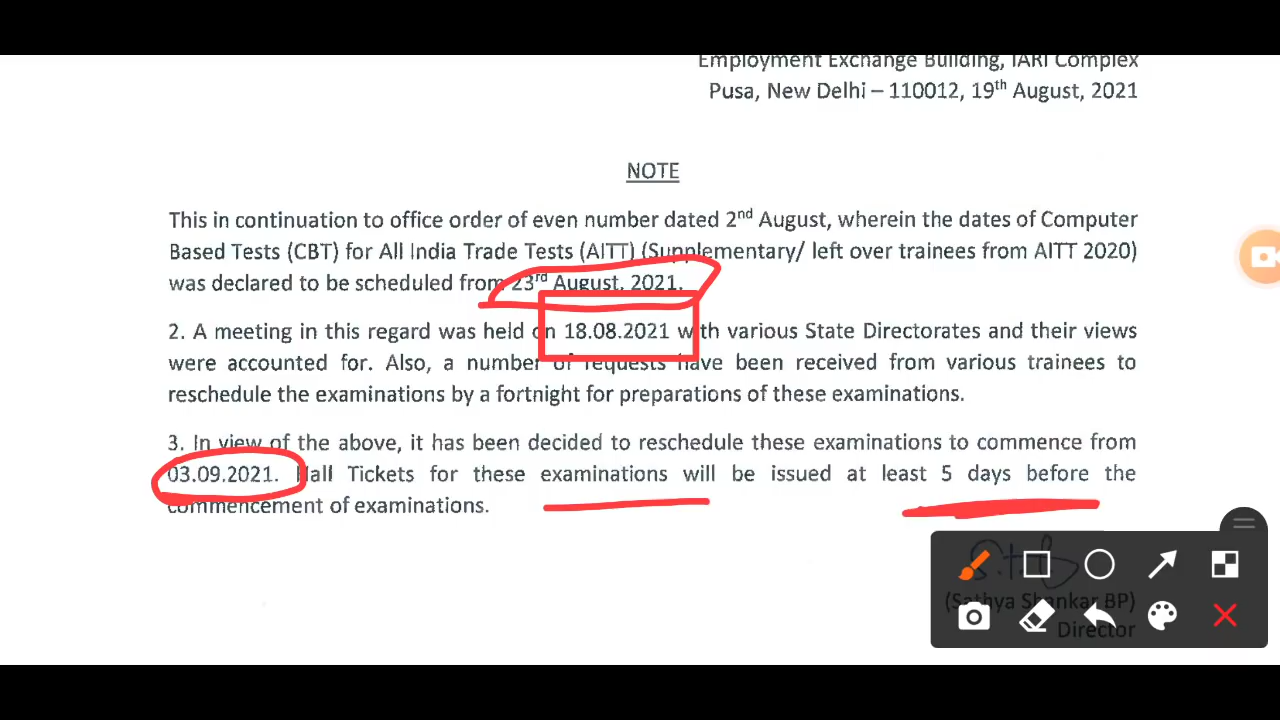 Employment Exchange Building, IARI Complex
Pusa, New Delhi – 110012, 19th August, 2021
NOTE
This in continuation to office order of even number dated 2nd August, wherein the dates of Computer
Based Tests (CBT) for All India Trade Tests (AITT) (Supplementary/ left over trainees from AITT 2020)
was declared to be scheduled from 23rd August, 2021.
2. A meeting in this regard was held on 18.08.2021 with various State Directorates and their views
were accounted for. Also, a number of requests have been received from various trainees to
reschedule the examinations by a fortnight for preparations of these examinations.
3. In view of the above, it has been decided to reschedule these examinations to commence from
03.09.2021. Hall Tickets for these examinations will be issued at least 5 days before the
commencement of examinations.
(Sathya Shankar BP)
Director